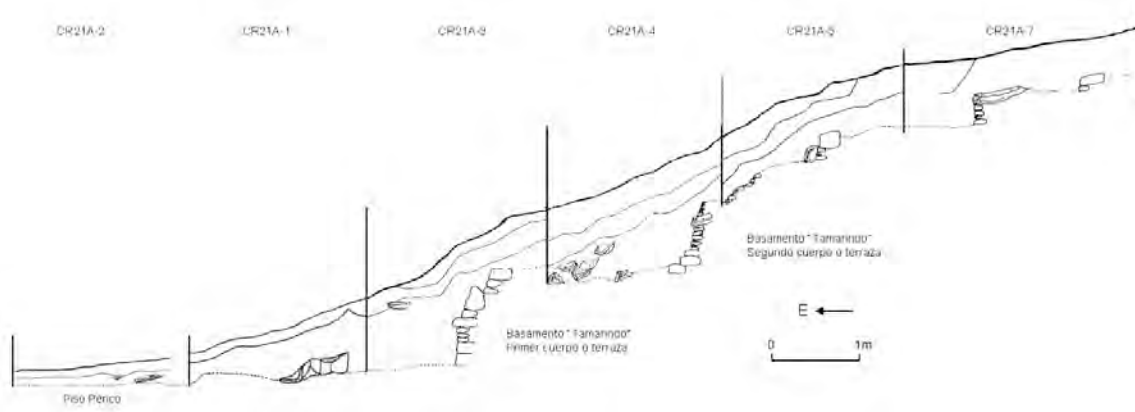 CR21A-2
CR21A-1
CR21A-3
CR21A-4
CR21A-5
CR21A-7
Basamento "Tamarindo"
Segundo cuerpo o terraza
E
Basamento "Tamarindo"
Primer cuerpo o terraza
0 1m
Piso Périco